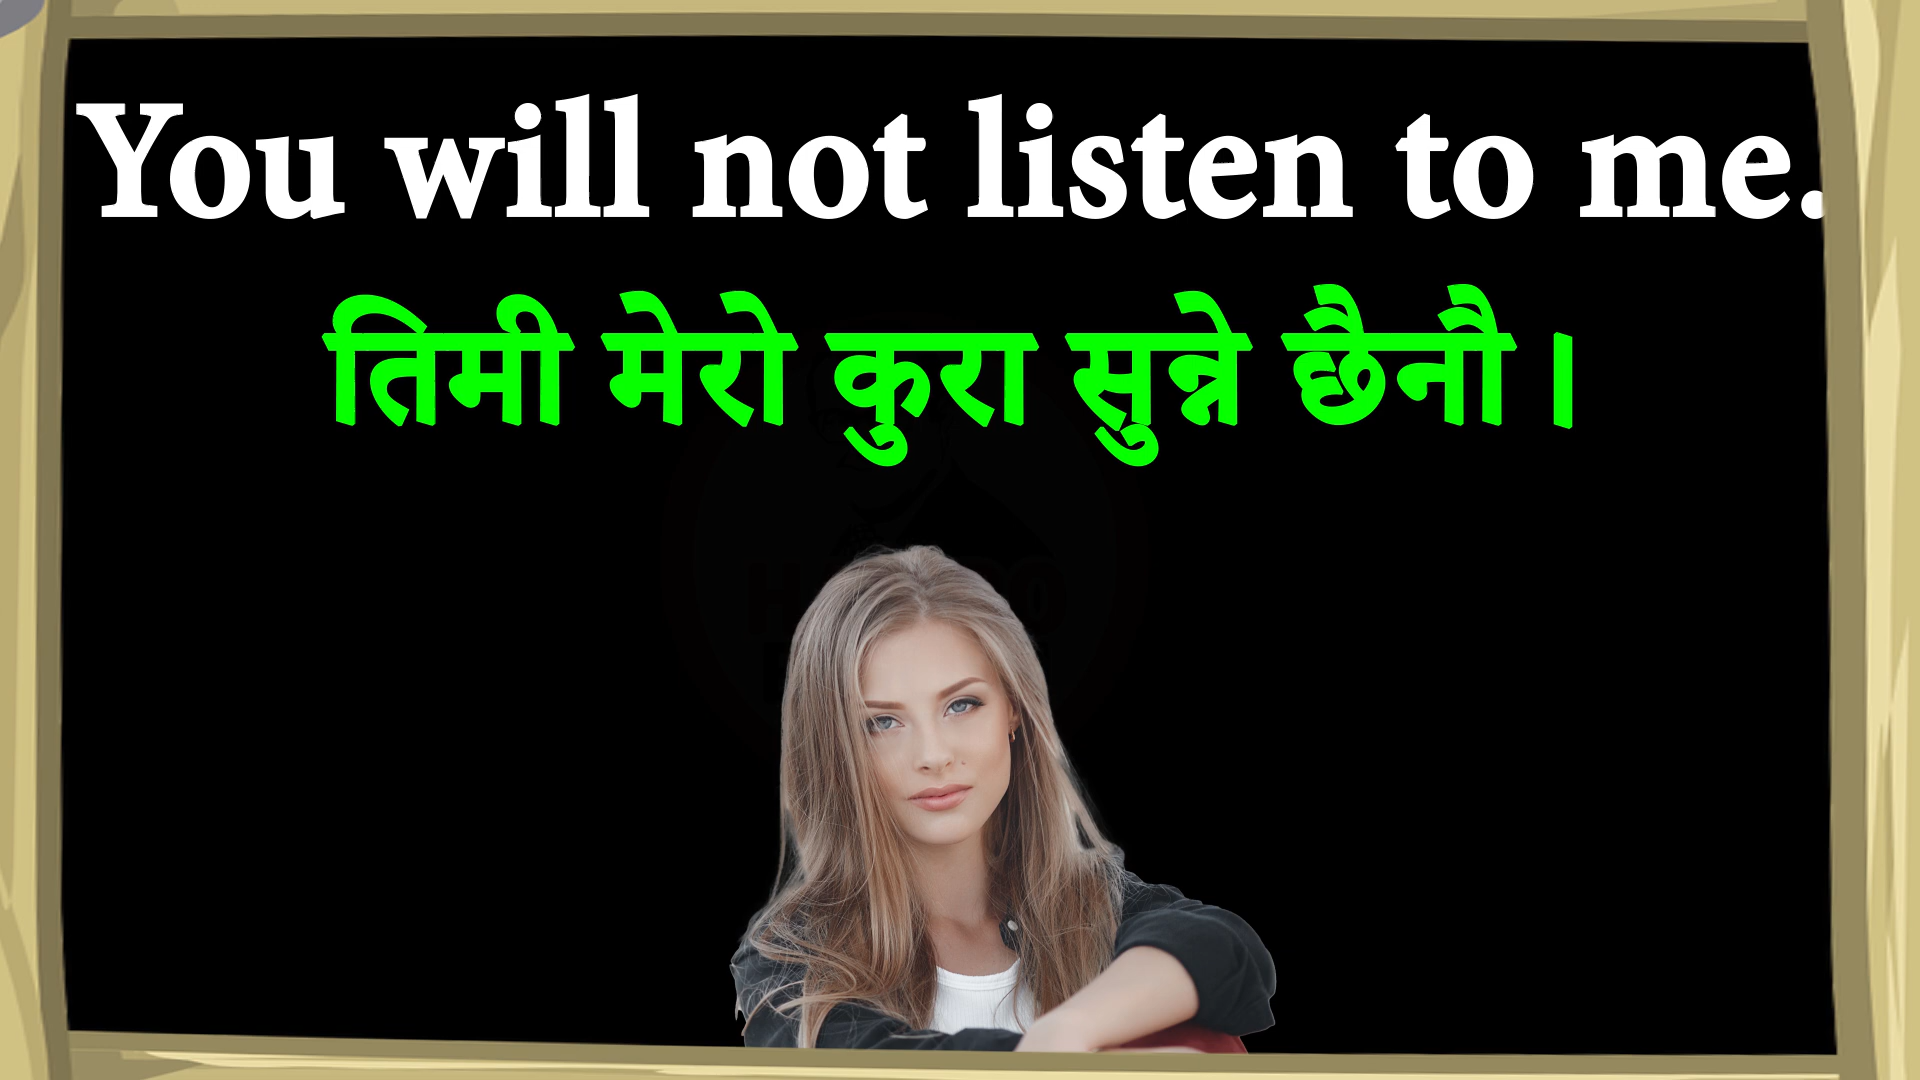 You will not listen to me.
तिमी मेरो कुरा सुन्ने छैनौ।